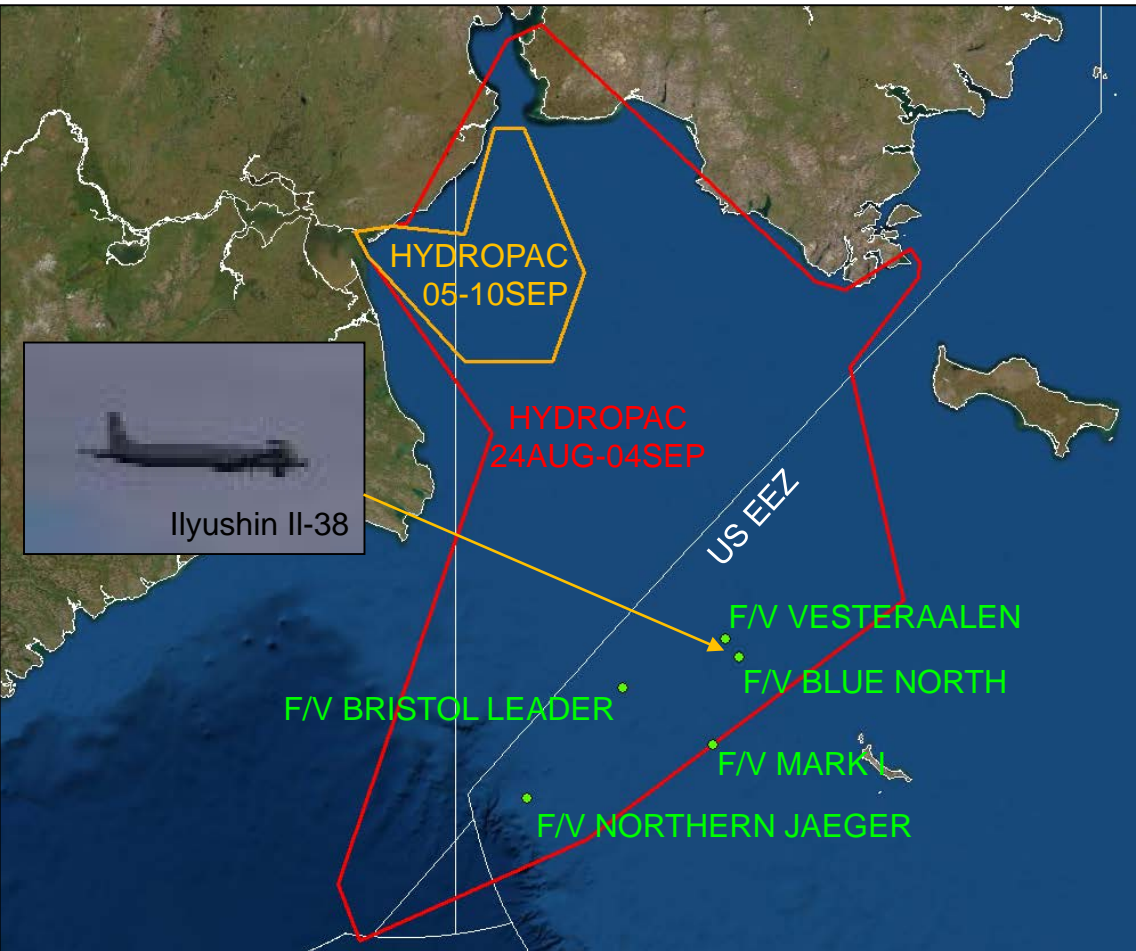 HYDROPAC
05-10SEP
HYDROPAC
24AUG-04SEP
Ilyushin Il-38
US EEZ
F/V VESTERAALEN
F/V BLUE NORTH
F/V BRISTOL LEADER
F/V MARK I
F/V NORTHERN JAEGER